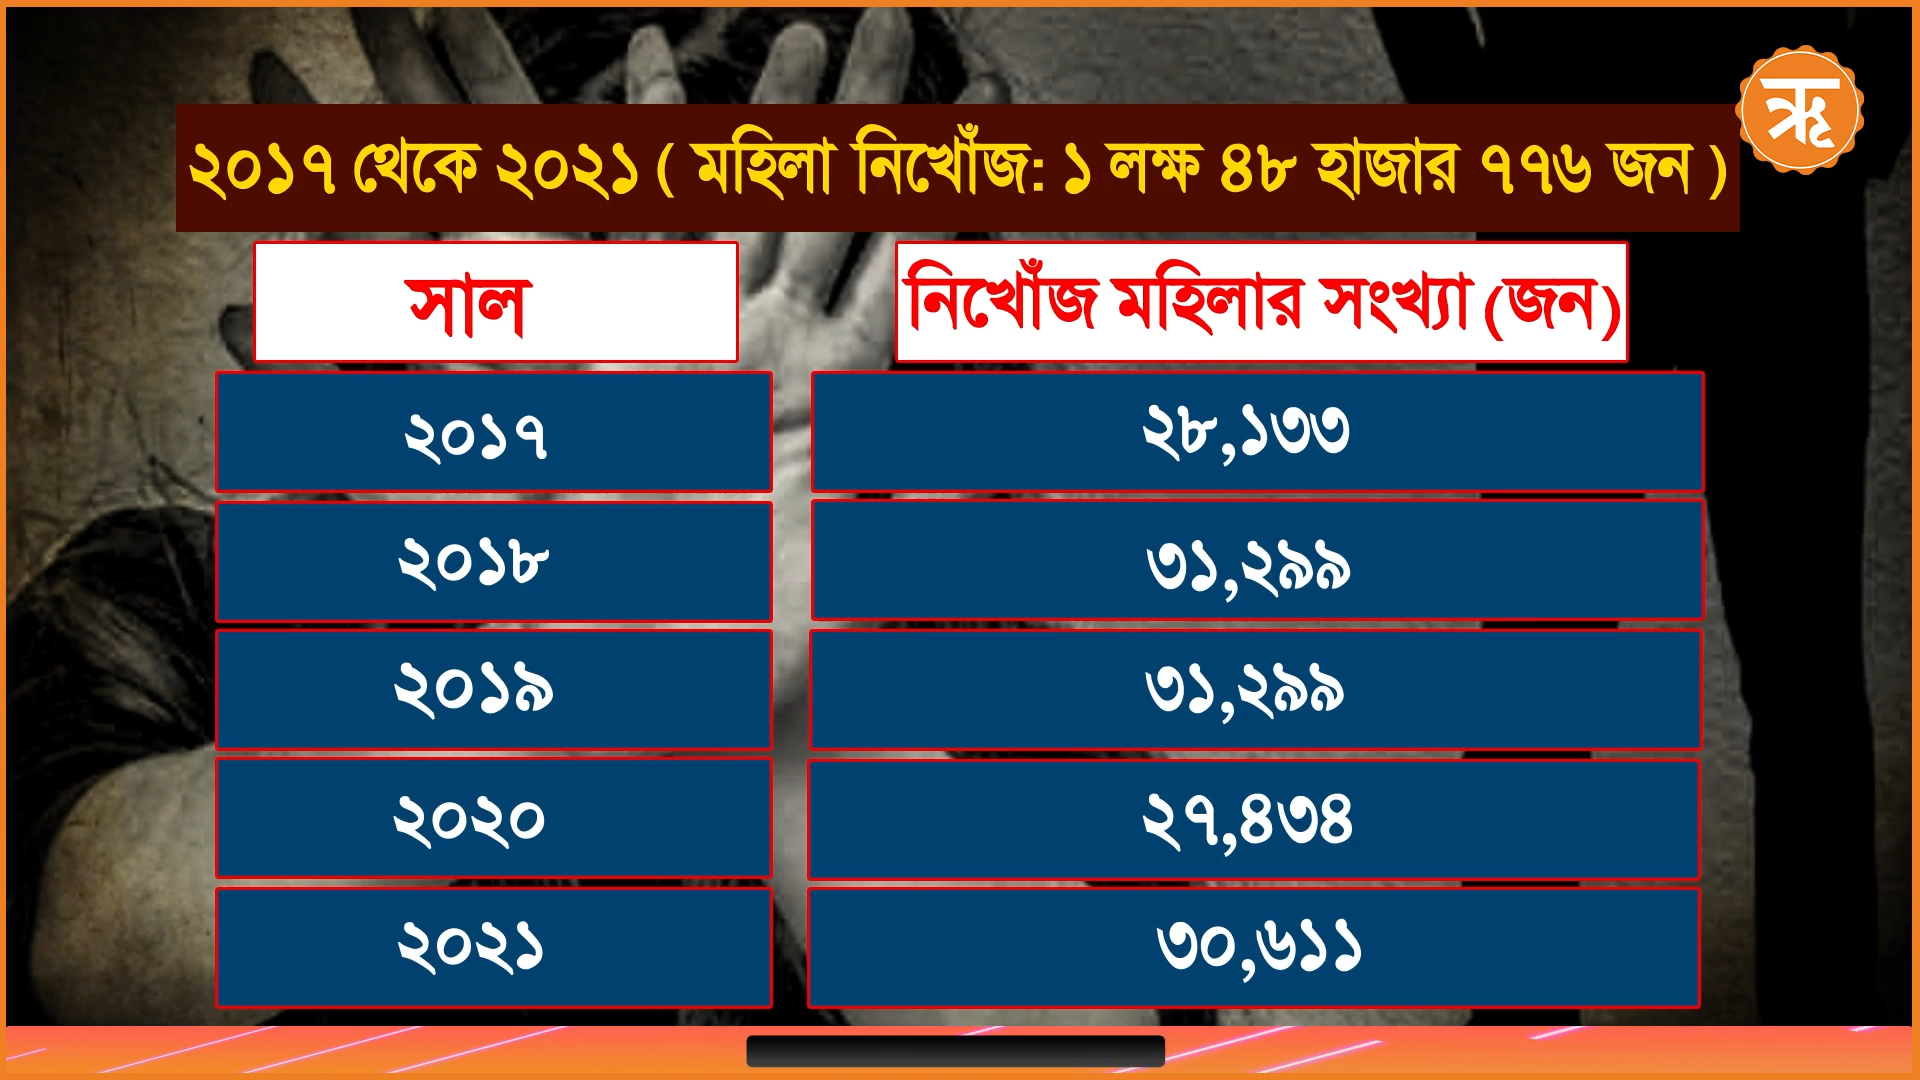 ঋ
২০১৭ থেকে ২০২১ ( মহিলা নিখোঁজ: ১ লক্ষ ৪৮ হাজার ৭৭৬ জন )
সাল নিখোঁজ মহিলার সংখ্যা (জন)
২০১৭ ২৮,১৩৩
২০১৮ ৩১,২৯৯
২০১৯ ৩১,২৯৯
২০২০ ২৭,৪৩৪
২০২১ ৩০,৬১১